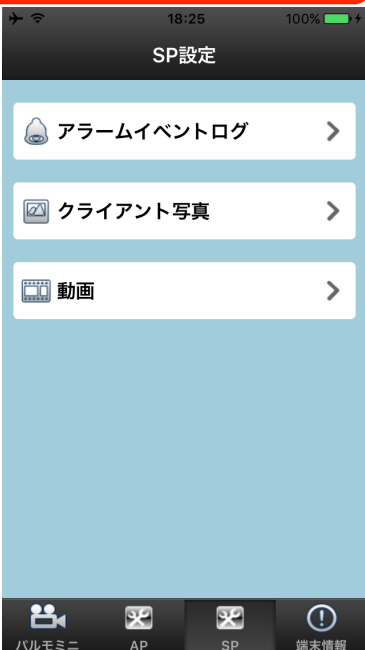 18:25
100%
SP設定
アラームイベントログ
クライアント写真
動画
パルモミニ
AP
SP
端末情報